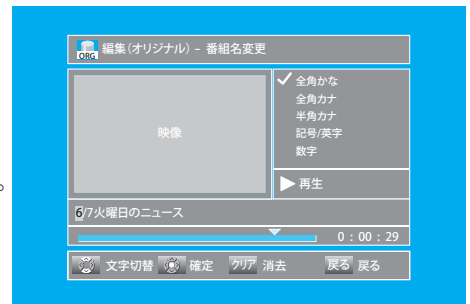 ORG 編集(オリジナル) – 番組名変更
映像
全角かな
全角カナ
半角カナ
記号/英字
数字
再生
6/7火曜日のニュース
0:00:29
文字切替 確定 クリア 消去 戻る 戻る
。